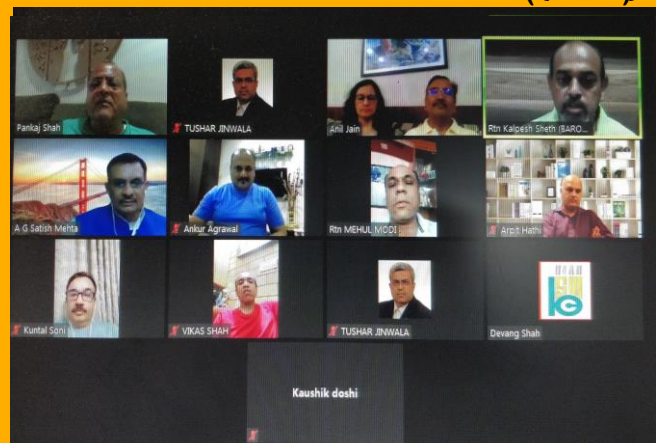 Pankaj Shah
TUSHAR JINWALA
Anil Jain
Rtn Kalpesh Sheth (BARO...
A G Satish Mehta
Ankur Agrawal
Rtn MEHUL MODI
Arpit Hathi
Kuntal Soni
VIKAS SHAH
TUSHAR JINWALA
Devang Shah
Kaushik doshi